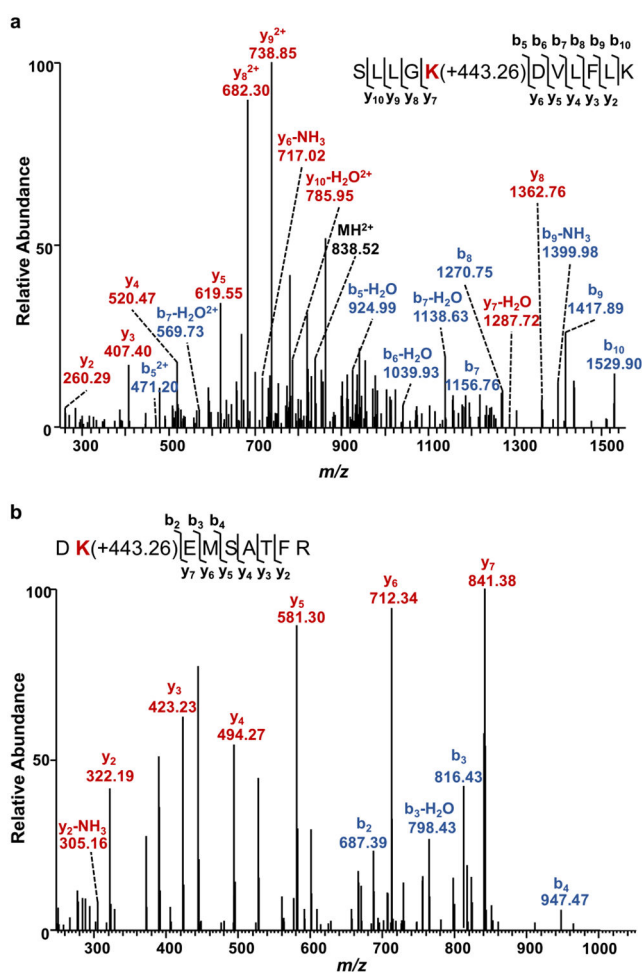 a
b₅ b₆ b₇ b₈ b₉ b₁₀
SLLGK(+443.26)DVLFLK
y₁₀ y₉ y₈ y₇ y₆ y₅ y₄ y₃ y₂
y₉²⁺
738.85
y₈²⁺
682.30
y₆-NH₃
717.02
y₁₀-H₂O²⁺
785.95
MH²⁺
838.52
y₈
1362.76
b₉-NH₃
1399.98
y₄
520.47
b₇-H₂O²⁺
569.73
y₅
619.55
b₅-H₂O
924.99
b₈
1270.75
b₇-H₂O
1138.63
y₇-H₂O
1287.72
b₉
1417.89
y₃
407.40
y₂
260.29
b₅²⁺
471.20
b₆-H₂O
1039.93
b₇
1156.76
b₁₀
1529.90
100
50
0
Relative Abundance
300 500 700 900 1100 1300 1500
m/z
b
b₂ b₃ b₄
D K(+443.26)EMSATFR
y₇ y₆ y₅ y₄ y₃ y₂
y₇
841.38
y₆
712.34
y₅
581.30
y₃
423.23
y₄
494.27
y₂
322.19
b₃
816.43
y₂-NH₃
305.16
b₂
687.39
b₃-H₂O
798.43
b₄
947.47
100
50
0
Relative Abundance
300 400 500 600 700 800 900 1000
m/z